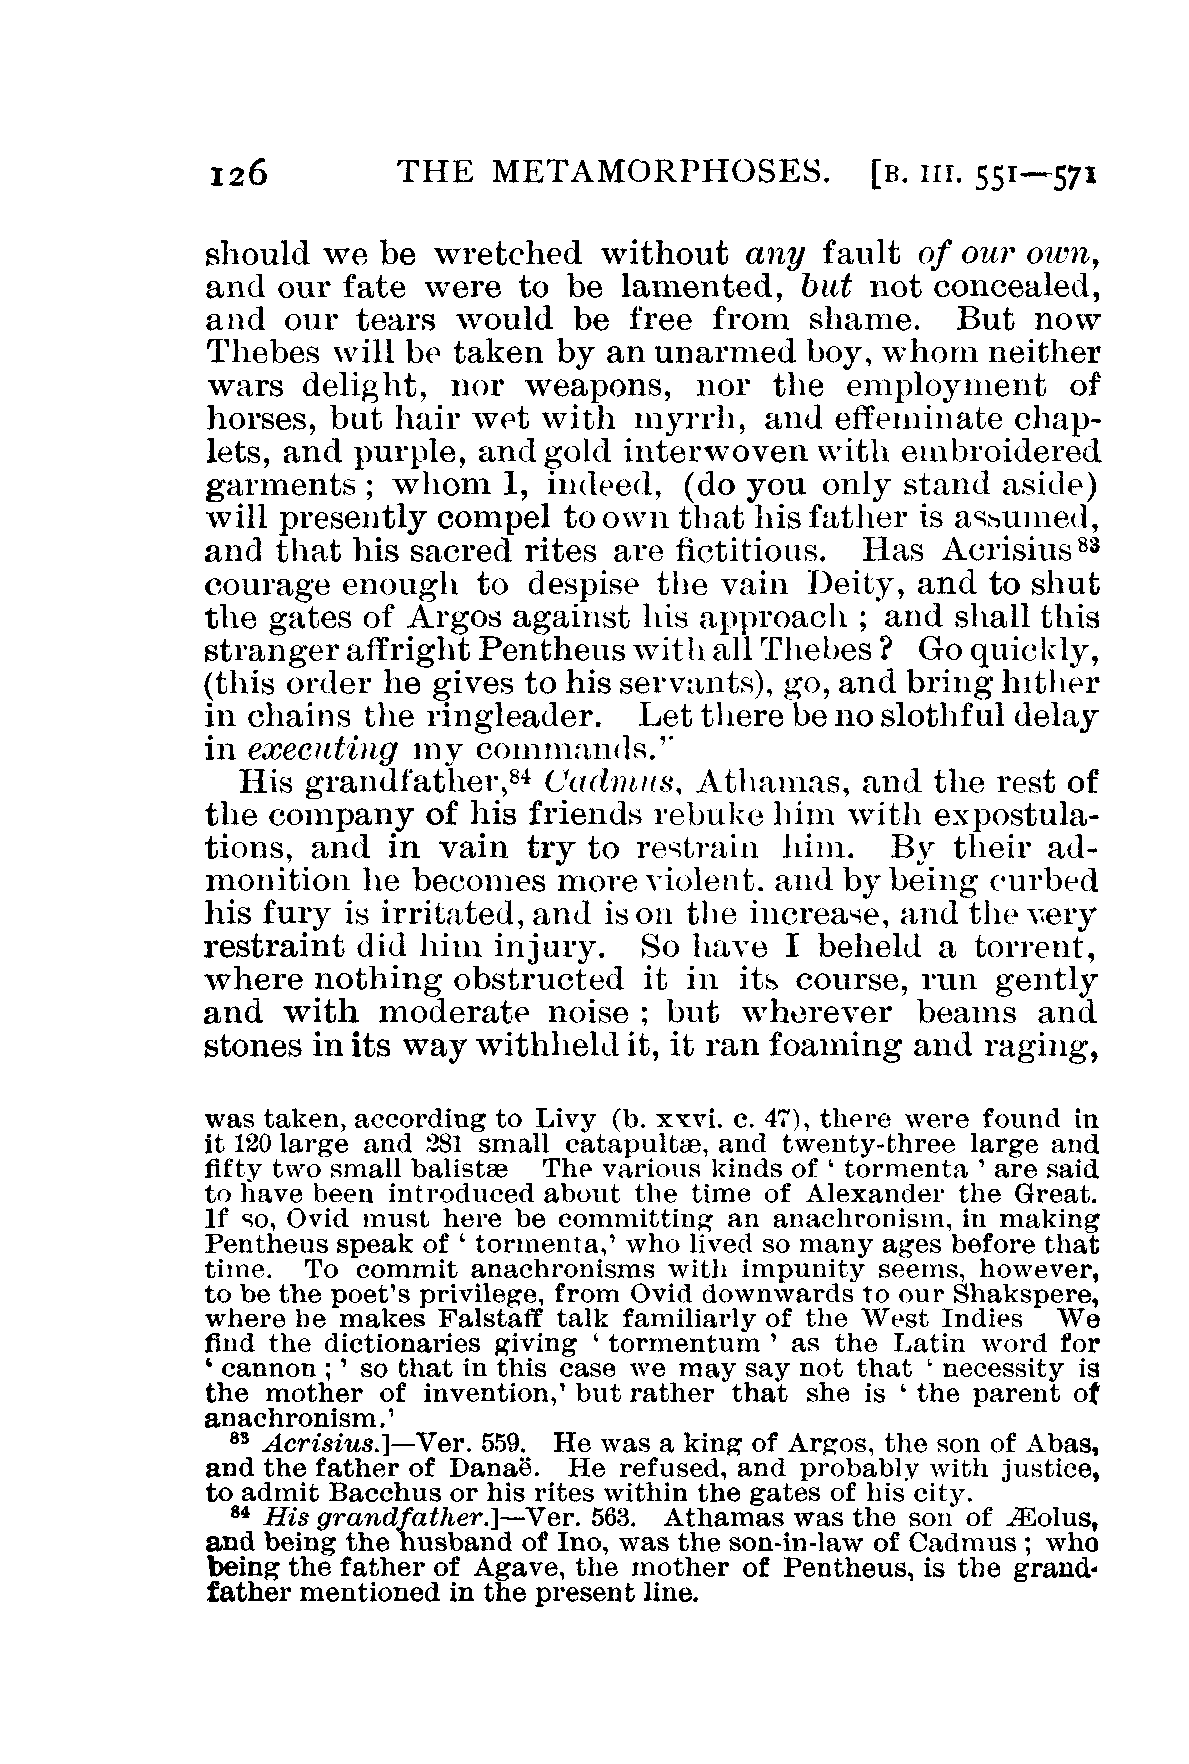 126 THE METAMORPHOSES. [B. III. 551—571
should we be wretched without any fault of our own,
and our fate were to be lamented, but not concealed,
and our tears would be free from shame. But now
Thebes will be taken by an unarmed boy, whom neither
wars delight, nor weapons, nor the employment of
horses, but hair wet with myrrh, and effeminate chap-
lets, and purple, and gold interwoven with embroidered
garments ; whom I, indeed, (do you only stand aside)
will presently compel to own that his father is assumed,
and that his sacred rites are fictitious. Has Acrisius⁸³
courage enough to despise the vain Deity, and to shut
the gates of Argos against his approach ; and shall this
stranger affright Pentheus with all Thebes ? Go quickly,
(this order he gives to his servants), go, and bring hither
in chains the ringleader. Let there be no slothful delay
in executing my commands."
His grandfather,⁸⁴ Cadmus, Athamas, and the rest of
the company of his friends rebuke him with expostula-
tions, and in vain try to restrain him. By their ad-
monition he becomes more violent. and by being curbed
his fury is irritated, and is on the increase, and the very
restraint did him injury. So have I beheld a torrent,
where nothing obstructed it in its course, run gently
and with moderate noise ; but wherever beams and
stones in its way withheld it, it ran foaming and raging,
was taken, according to Livy (b. xxvi. c. 47), there were found in
it 120 large and 281 small catapultæ, and twenty-three large and
fifty two small balistæ The various kinds of ‘ tormenta ’ are said
to have been introduced about the time of Alexander the Great.
If so, Ovid must here be committing an anachronism, in making
Pentheus speak of ‘ tormenta,’ who lived so many ages before that
time. To commit anachronisms with impunity seems, however,
to be the poet's privilege, from Ovid downwards to our Shakspere,
where he makes Falstaff talk familiarly of the West Indies We
find the dictionaries giving ‘ tormentum ’ as the Latin word for
‘ cannon ; ’ so that in this case we may say not that ‘ necessity is
the mother of invention,’ but rather that she is ‘ the parent of
anachronism.’
⁸³ Acrisius.]—Ver. 559. He was a king of Argos, the son of Abas,
and the father of Danaë. He refused, and probably with justice,
to admit Bacchus or his rites within the gates of his city.
⁸⁴ His grandfather.]—Ver. 563. Athamas was the son of Æolus,
and being the husband of Ino, was the son-in-law of Cadmus ; who
being the father of Agave, the mother of Pentheus, is the grand-
father mentioned in the present line.